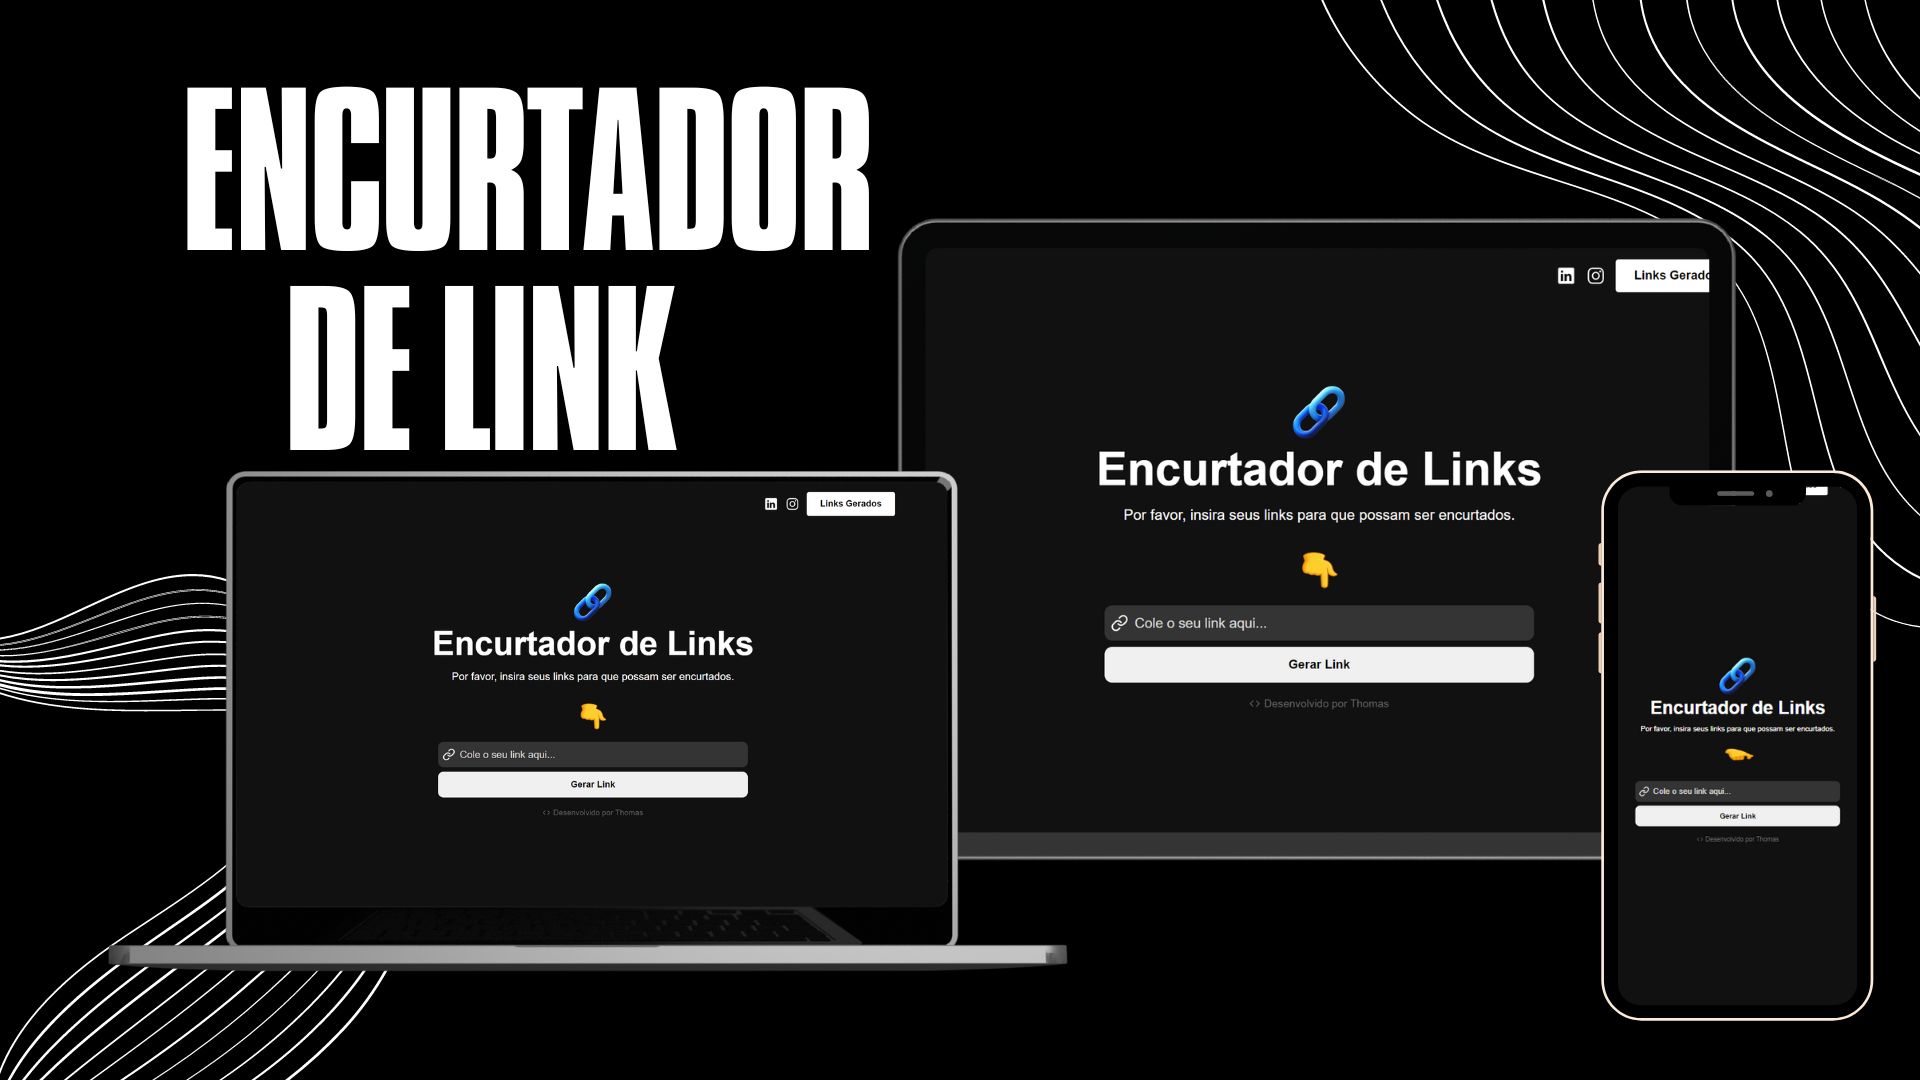 ENCURTADOR
DE LINK
Links Gerados
Encurtador de Links
Por favor, insira seus links para que possam ser encurtados.
Cole o seu link aqui...
Gerar Link
<> Desenvolvido por Thomas
in
Links Gerad
Encurtador de Links
Por favor, insira seus links para que possam ser encurtados.
Cole o seu link aqui...
Gerar Link
<> Desenvolvido por Thomas
Encurtador de Links
Por favor, insira seus links para que possam ser encurtados.
Cole o seu link aqui...
Gerar Link
<> Desenvolvido por Thomas